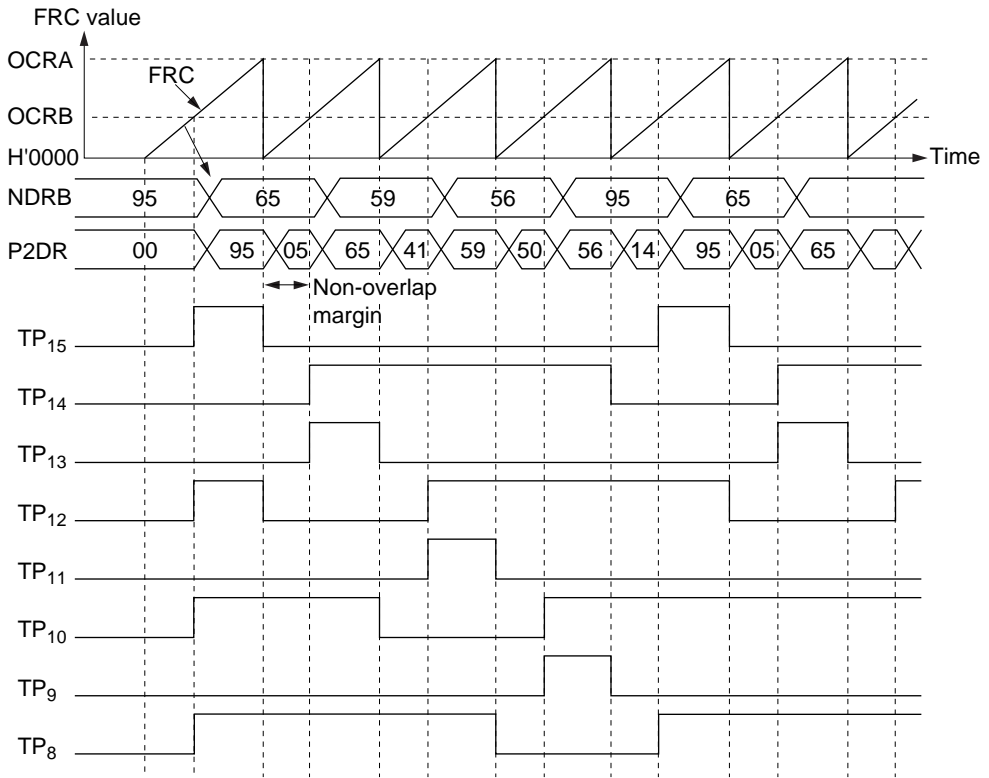 FRC value
OCRA
FRC
OCRB
H'0000
Time
NDRB 95 65 59 56 95 65
P2DR 00 95 05 65 41 59 50 56 14 95 05 65
Non-overlap
margin
TP15
TP14
TP13
TP12
TP11
TP10
TP9
TP8